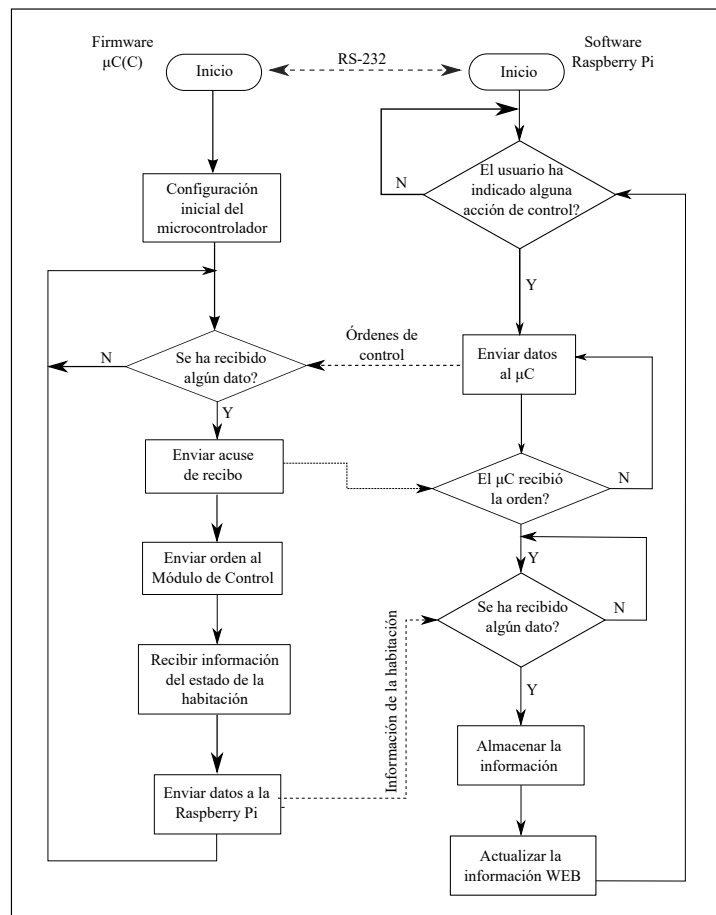 Firmware
µC(C)
Inicio
RS-232
Software
Raspberry Pi
Inicio
Configuración
inicial del
microcontrolador
El usuario ha
indicado alguna
acción de control?
N
Y
Se ha recibido
algún dato?
N
Y
Órdenes de
control
Enviar datos
al µC
Enviar acuse
de recibo
El µC recibió
la orden?
N
Y
Enviar orden al
Módulo de Control
Se ha recibido
algún dato?
N
Y
Recibir información
del estado de la
habitación
Información de la habitación
Enviar datos a la
Raspberry Pi
Almacenar la
información
Actualizar la
información WEB